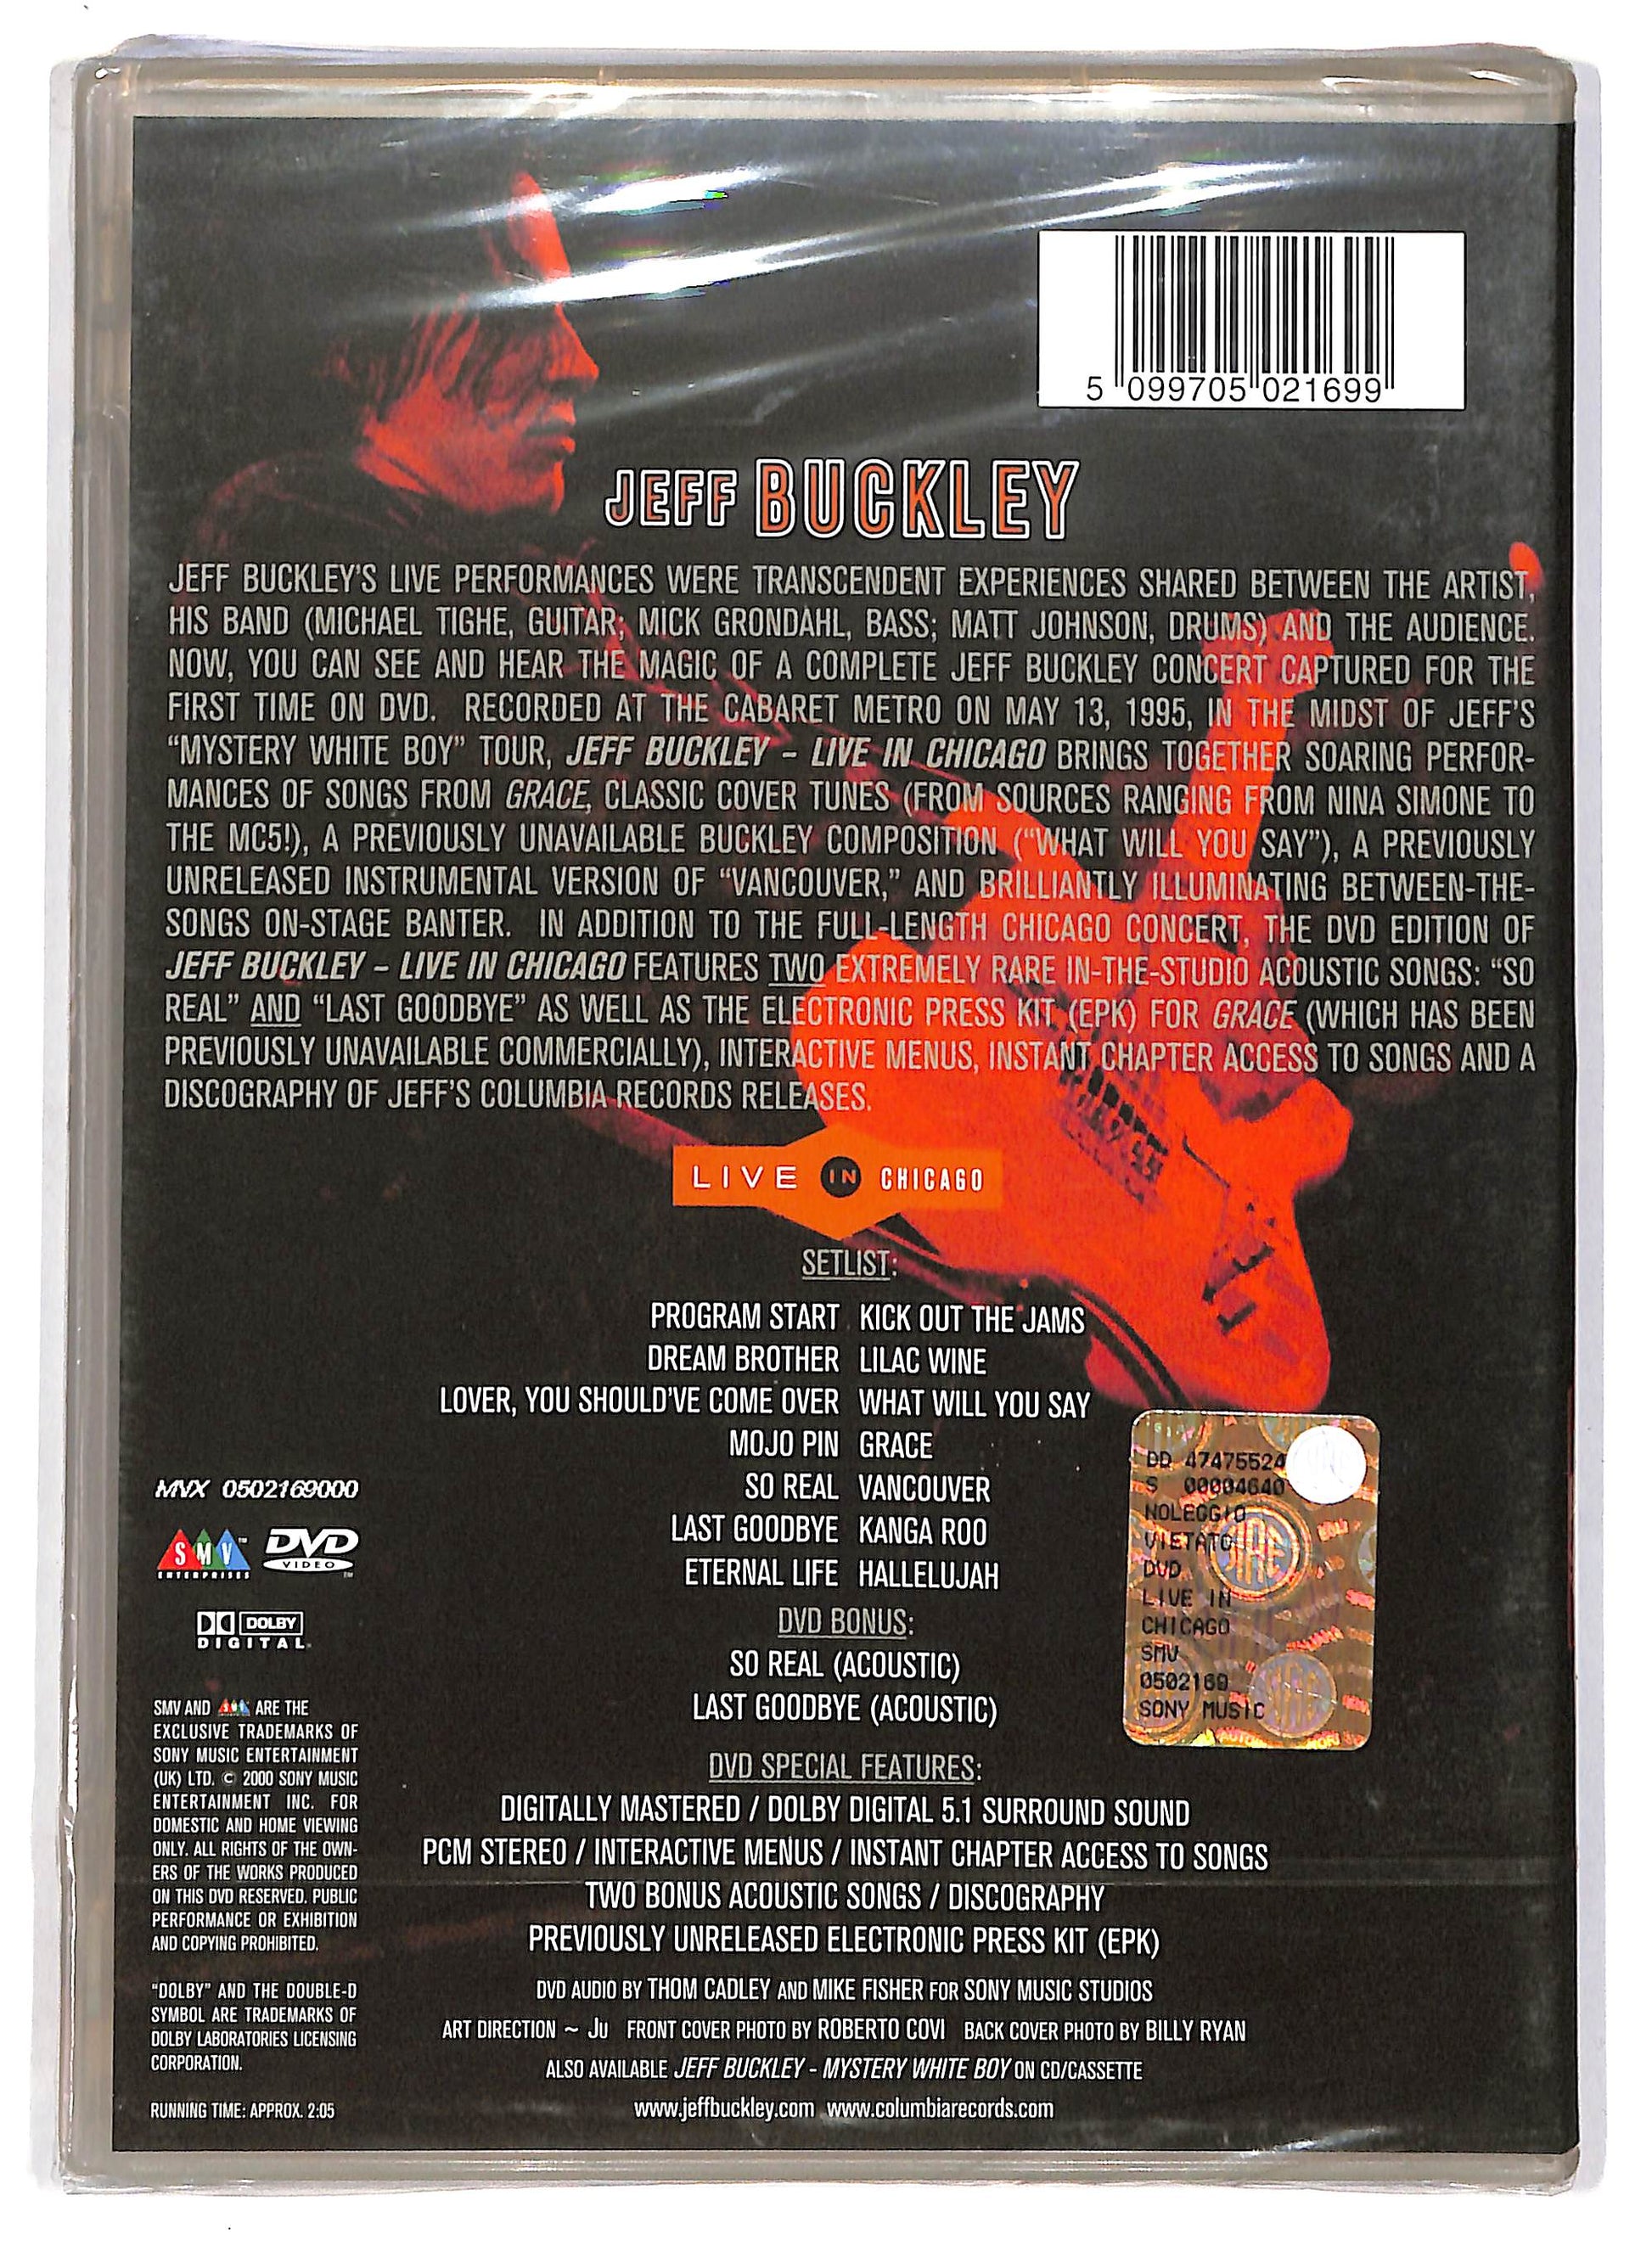 5 099705 021699
JEFF BUCKLEY
JEFF BUCKLEY'S LIVE PERFORMANCES WERE TRANSCENDENT EXPERIENCES SHARED BETWEEN THE ARTIST,
HIS BAND (MICHAEL TIGHE, GUITAR; MICK GRONDAHL, BASS; MATT JOHNSON, DRUMS) AND THE AUDIENCE.
NOW, YOU CAN SEE AND HEAR THE MAGIC OF A COMPLETE JEFF BUCKLEY CONCERT CAPTURED FOR THE
FIRST TIME ON DVD. RECORDED AT THE CABARET METRO ON MAY 13, 1995, IN THE MIDST OF JEFF'S
"MYSTERY WHITE BOY" TOUR, JEFF BUCKLEY – LIVE IN CHICAGO BRINGS TOGETHER SOARING PERFOR-
MANCES OF SONGS FROM GRACE, CLASSIC COVER TUNES (FROM SOURCES RANGING FROM NINA SIMONE TO
THE MC5!), A PREVIOUSLY UNAVAILABLE BUCKLEY COMPOSITION ("WHAT WILL YOU SAY"), A PREVIOUSLY
UNRELEASED INSTRUMENTAL VERSION OF "VANCOUVER," AND BRILLIANTLY ILLUMINATING BETWEEN-THE-
SONGS ON-STAGE BANTER. IN ADDITION TO THE FULL-LENGTH CHICAGO CONCERT, THE DVD EDITION OF
JEFF BUCKLEY – LIVE IN CHICAGO FEATURES TWO EXTREMELY RARE IN-THE-STUDIO ACOUSTIC SONGS: "SO
REAL" AND "LAST GOODBYE" AS WELL AS THE ELECTRONIC PRESS KIT (EPK) FOR GRACE (WHICH HAS BEEN
PREVIOUSLY UNAVAILABLE COMMERCIALLY), INTERACTIVE MENUS, INSTANT CHAPTER ACCESS TO SONGS AND A
DISCOGRAPHY OF JEFF'S COLUMBIA RECORDS RELEASES.
LIVE IN CHICAGO
SETLIST:
PROGRAM START KICK OUT THE JAMS
DREAM BROTHER LILAC WINE
LOVER, YOU SHOULD'VE COME OVER WHAT WILL YOU SAY
MOJO PIN GRACE
SO REAL VANCOUVER
LAST GOODBYE KANGA ROO
ETERNAL LIFE HALLELUJAH
DVD BONUS:
SO REAL (ACOUSTIC)
LAST GOODBYE (ACOUSTIC)
DVD SPECIAL FEATURES:
DIGITALLY MASTERED / DOLBY DIGITAL 5.1 SURROUND SOUND
PCM STEREO / INTERACTIVE MENUS / INSTANT CHAPTER ACCESS TO SONGS
TWO BONUS ACOUSTIC SONGS / DISCOGRAPHY
PREVIOUSLY UNRELEASED ELECTRONIC PRESS KIT (EPK)
DVD AUDIO BY THOM CADLEY AND MIKE FISHER FOR SONY MUSIC STUDIOS
ART DIRECTION ~ Ju FRONT COVER PHOTO BY ROBERTO COVI BACK COVER PHOTO BY BILLY RYAN
ALSO AVAILABLE JEFF BUCKLEY - MYSTERY WHITE BOY ON CD/CASSETTE
www.jeffbuckley.com www.columbiarecords.com
MVX 0502169000
SMV ™
ENTERPRISES
DVD
VIDEO ™
DOLBY
DIGITAL
SMV AND SMV ARE THE
EXCLUSIVE TRADEMARKS OF
SONY MUSIC ENTERTAINMENT
(UK) LTD. © 2000 SONY MUSIC
ENTERTAINMENT INC. FOR
DOMESTIC AND HOME VIEWING
ONLY. ALL RIGHTS OF THE OWN-
ERS OF THE WORKS PRODUCED
ON THIS DVD RESERVED. PUBLIC
PERFORMANCE OR EXHIBITION
AND COPYING PROHIBITED.
"DOLBY" AND THE DOUBLE-D
SYMBOL ARE TRADEMARKS OF
DOLBY LABORATORIES LICENSING
CORPORATION.
RUNNING TIME: APPROX. 2:05
DD 47475524
S 00004640
NOLEGGIO
VIETATO
DVD
LIVE IN
CHICAGO
SMV
0502169
SONY MUSIC
SIAE